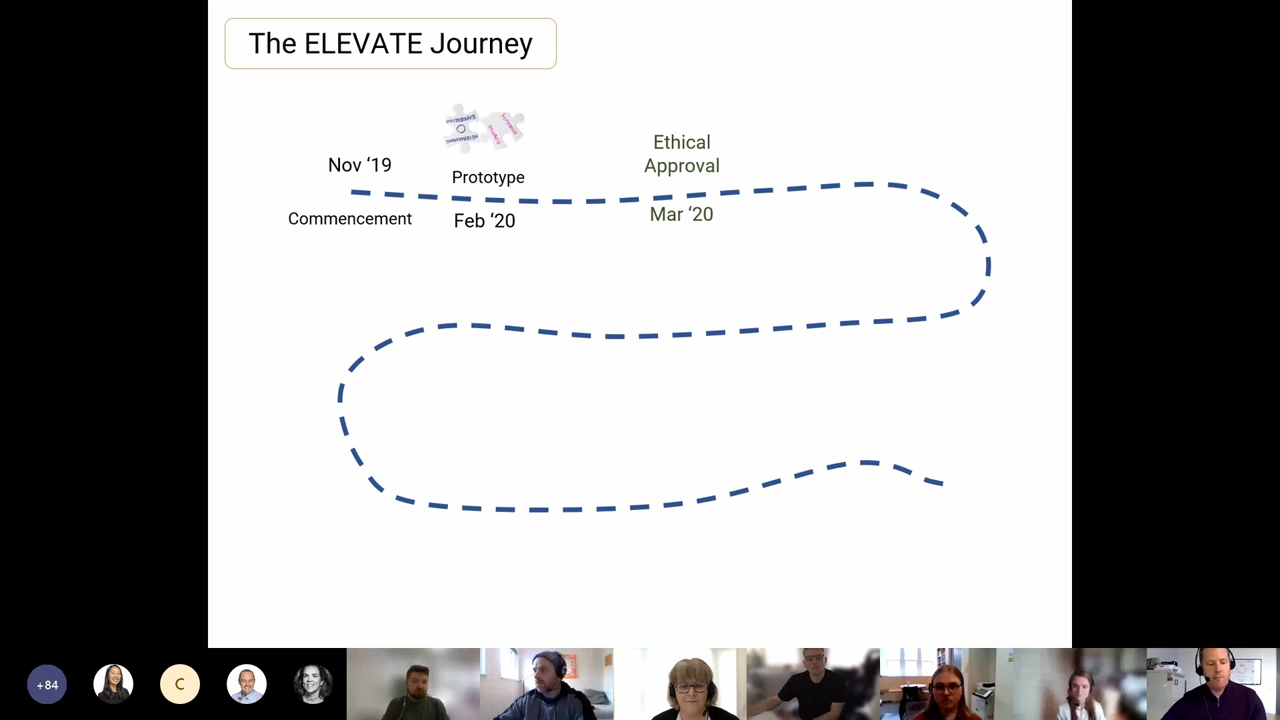 The ELEVATE Journey
Nov ‘19
Prototype
Ethical
Approval
Commencement
Feb ‘20
Mar ‘20
+84
C